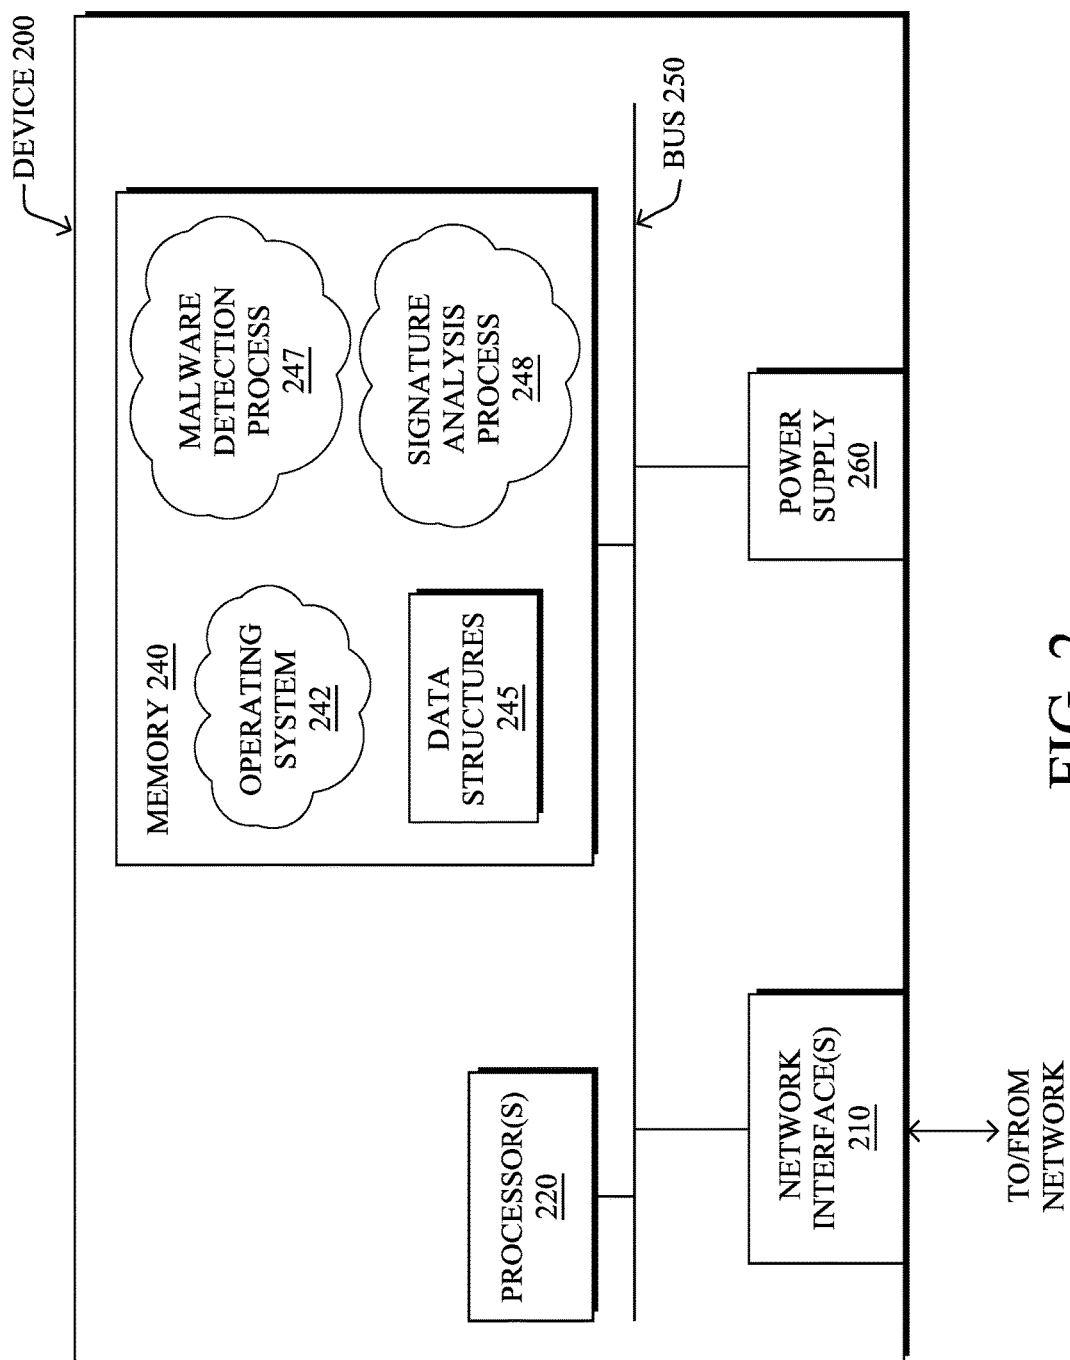 DEVICE 200
MEMORY 240
OPERATING
SYSTEM
242
MALWARE
DETECTION
PROCESS
247
DATA
STRUCTURES
245
SIGNATURE
ANALYSIS
PROCESS
248
PROCESSOR(S)
220
BUS 250
NETWORK
INTERFACE(S)
210
POWER
SUPPLY
260
TO/FROM
NETWORK
FIG. 2